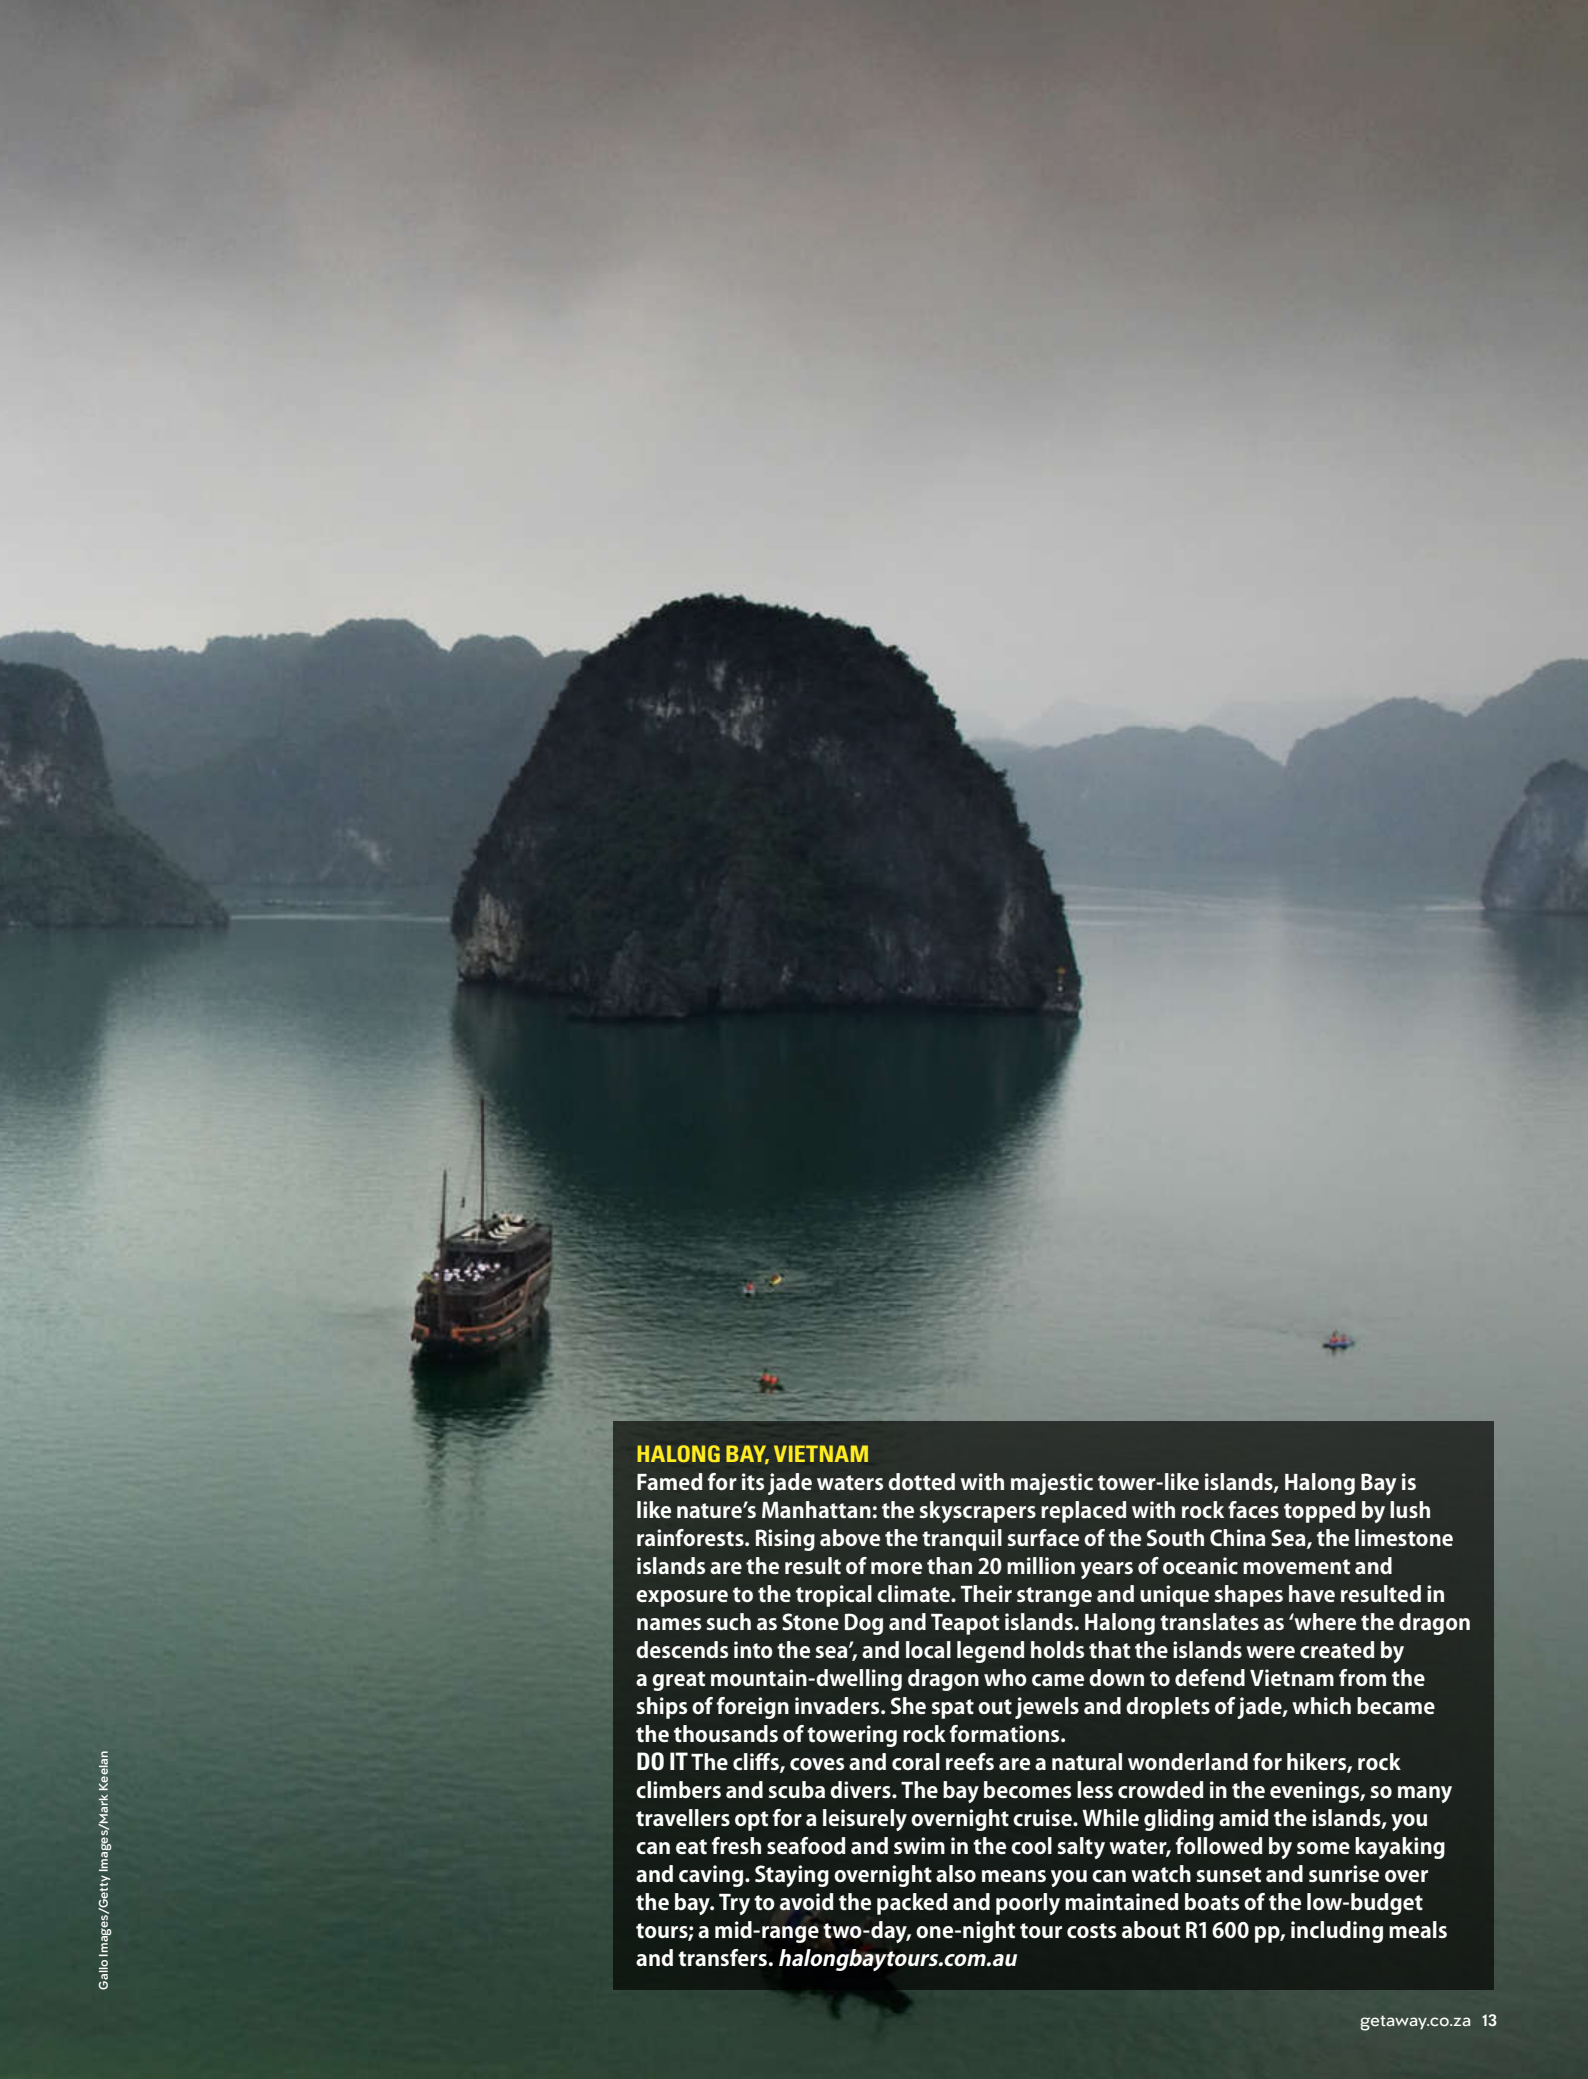 HALONG BAY, VIETNAM
Famed for its jade waters dotted with majestic tower-like islands, Halong Bay is
like nature’s Manhattan: the skyscrapers replaced with rock faces topped by lush
rainforests. Rising above the tranquil surface of the South China Sea, the limestone
islands are the result of more than 20 million years of oceanic movement and
exposure to the tropical climate. Their strange and unique shapes have resulted in
names such as Stone Dog and Teapot islands. Halong translates as ‘where the dragon
descends into the sea’, and local legend holds that the islands were created by
a great mountain-dwelling dragon who came down to defend Vietnam from the
ships of foreign invaders. She spat out jewels and droplets of jade, which became
the thousands of towering rock formations.
DO IT The cliffs, coves and coral reefs are a natural wonderland for hikers, rock
climbers and scuba divers. The bay becomes less crowded in the evenings, so many
travellers opt for a leisurely overnight cruise. While gliding amid the islands, you
can eat fresh seafood and swim in the cool salty water, followed by some kayaking
and caving. Staying overnight also means you can watch sunset and sunrise over
the bay. Try to avoid the packed and poorly maintained boats of the low-budget
tours; a mid-range two-day, one-night tour costs about R1 600 pp, including meals
and transfers. halongbaytours.com.au
Gallo Images/Getty Images/Mark Keelan
getaway.co.za 13